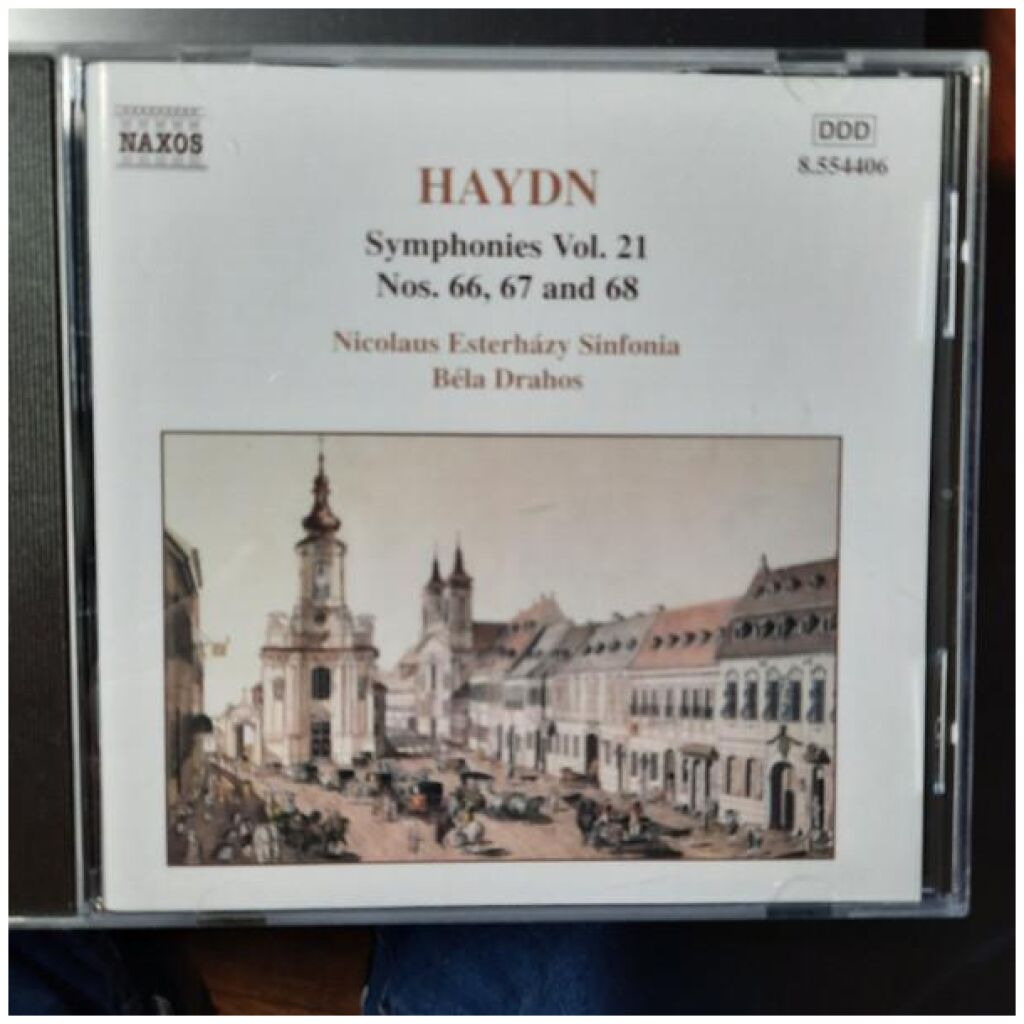 NAXOS
DDD
8.554406
HAYDN
Symphonies Vol. 21
Nos. 66, 67 and 68
Nicolaus Esterházy Sinfonia
Béla Drahos